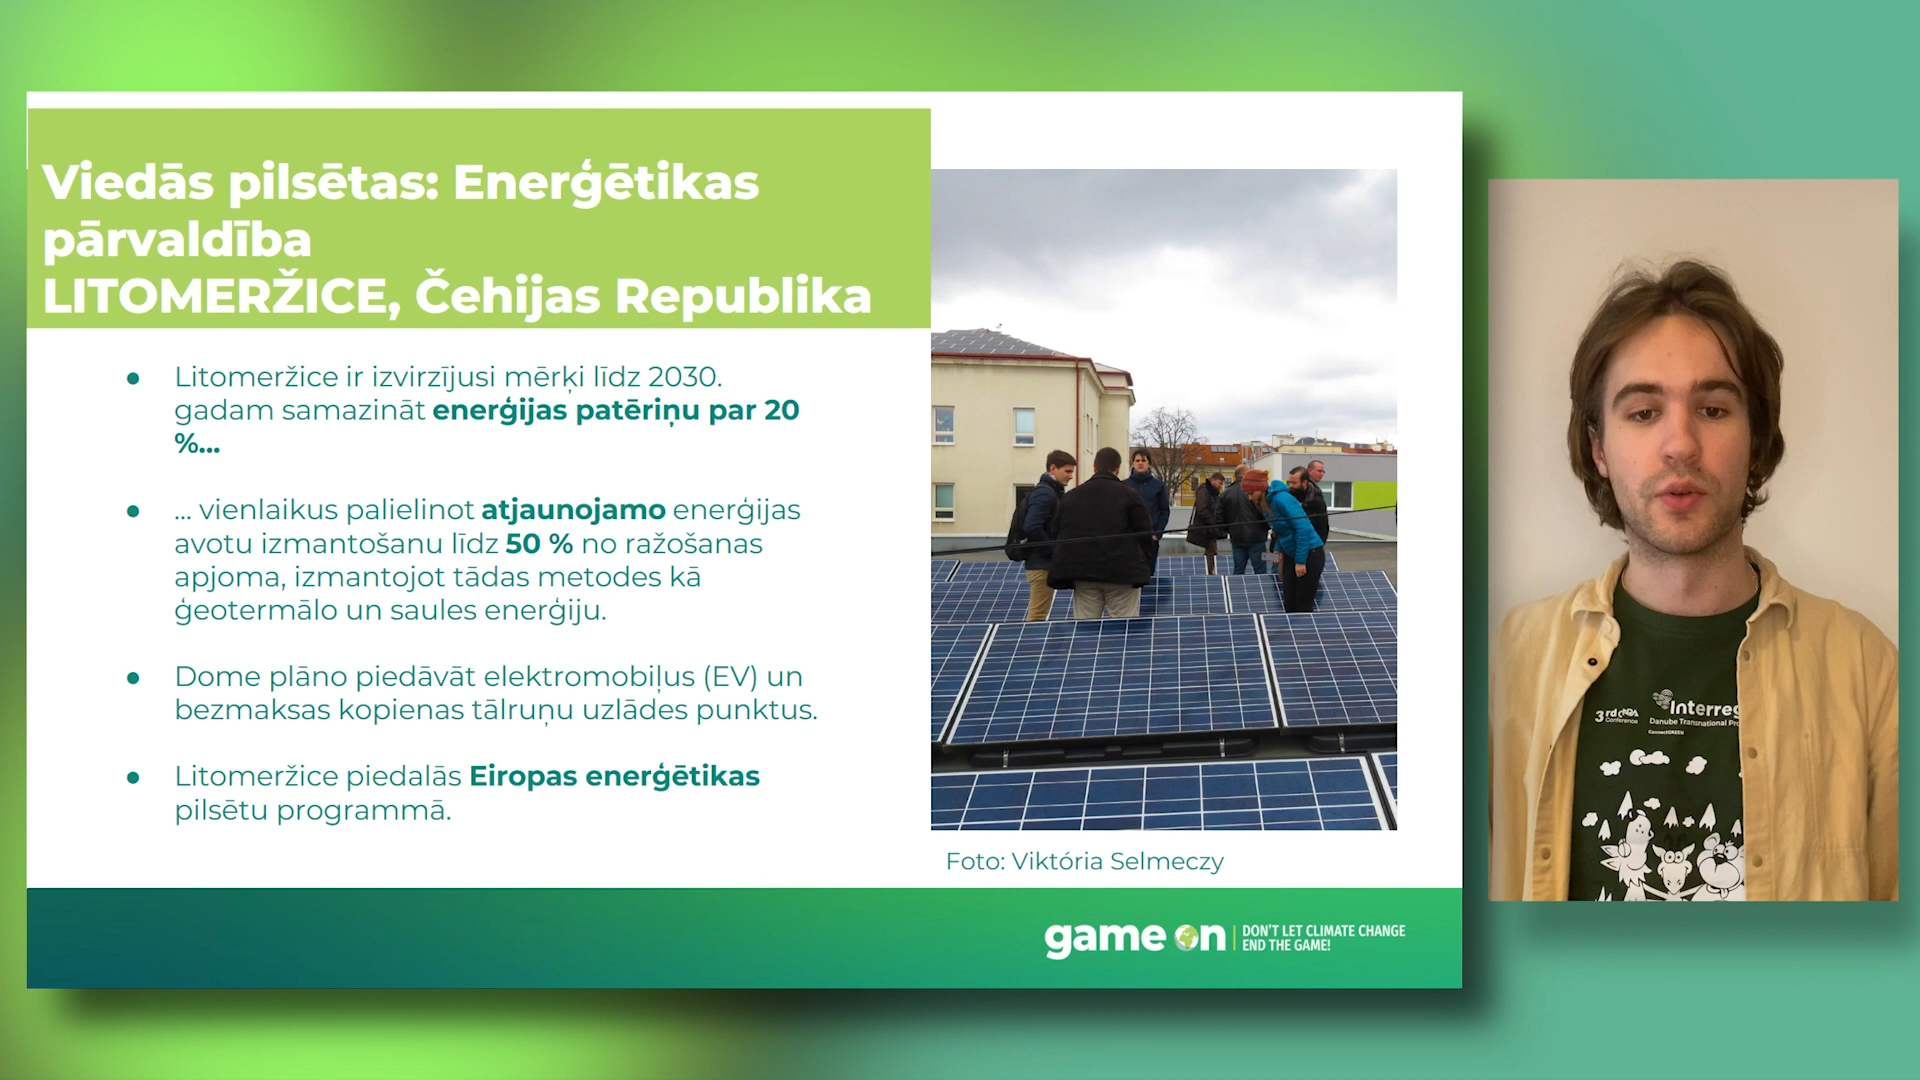 Viedās pilsētas: Enerģētikas
pārvaldība
LITOMERŽICE, Čehijas Republika
● Litomeržice ir izvirzījusi mērķi līdz 2030.
gadam samazināt enerģijas patēriņu par 20
%...
● ... vienlaikus palielinot atjaunojamo enerģijas
avotu izmantošanu līdz 50 % no ražošanas
apjoma, izmantojot tādas metodes kā
ģeotermālo un saules enerģiju.
● Dome plāno piedāvāt elektromobiļus (EV) un
bezmaksas kopienas tālruņu uzlādes punktus.
● Litomeržice piedalās Eiropas enerģētikas
pilsētu programmā.
Foto: Viktória Selmeczy
game on
DON'T LET CLIMATE CHANGE
END THE GAME!
3rd
Conference
Interreg
Danube Transnational
ConnectGREEN